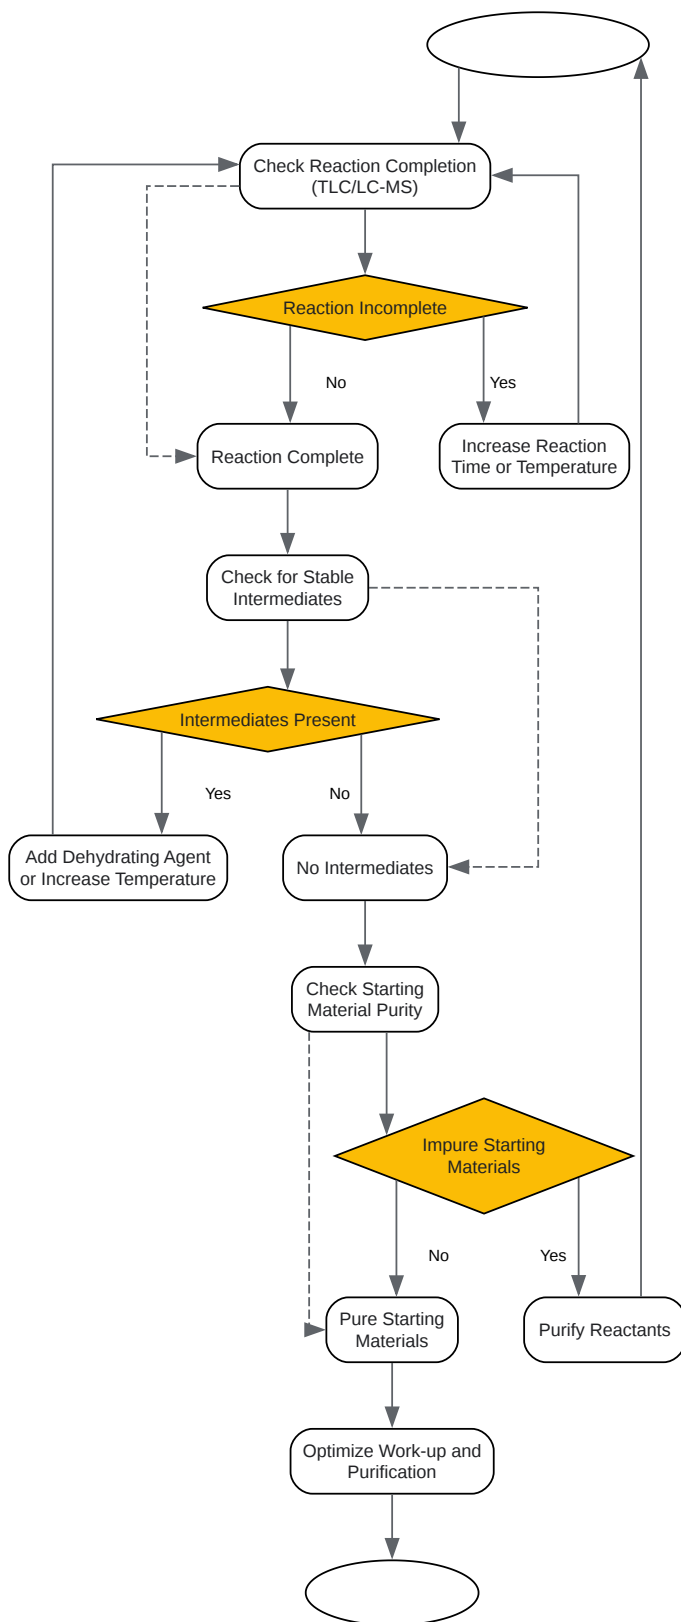 Check Reaction Completion
(TLC/LC-MS)
Reaction Incomplete
No
Yes
Reaction Complete
Increase Reaction
Time or Temperature
Check for Stable
Intermediates
Intermediates Present
Yes
No
Add Dehydrating Agent
or Increase Temperature
No Intermediates
Check Starting
Material Purity
Impure Starting
Materials
No
Yes
Pure Starting
Materials
Purify Reactants
Optimize Work-up and
Purification